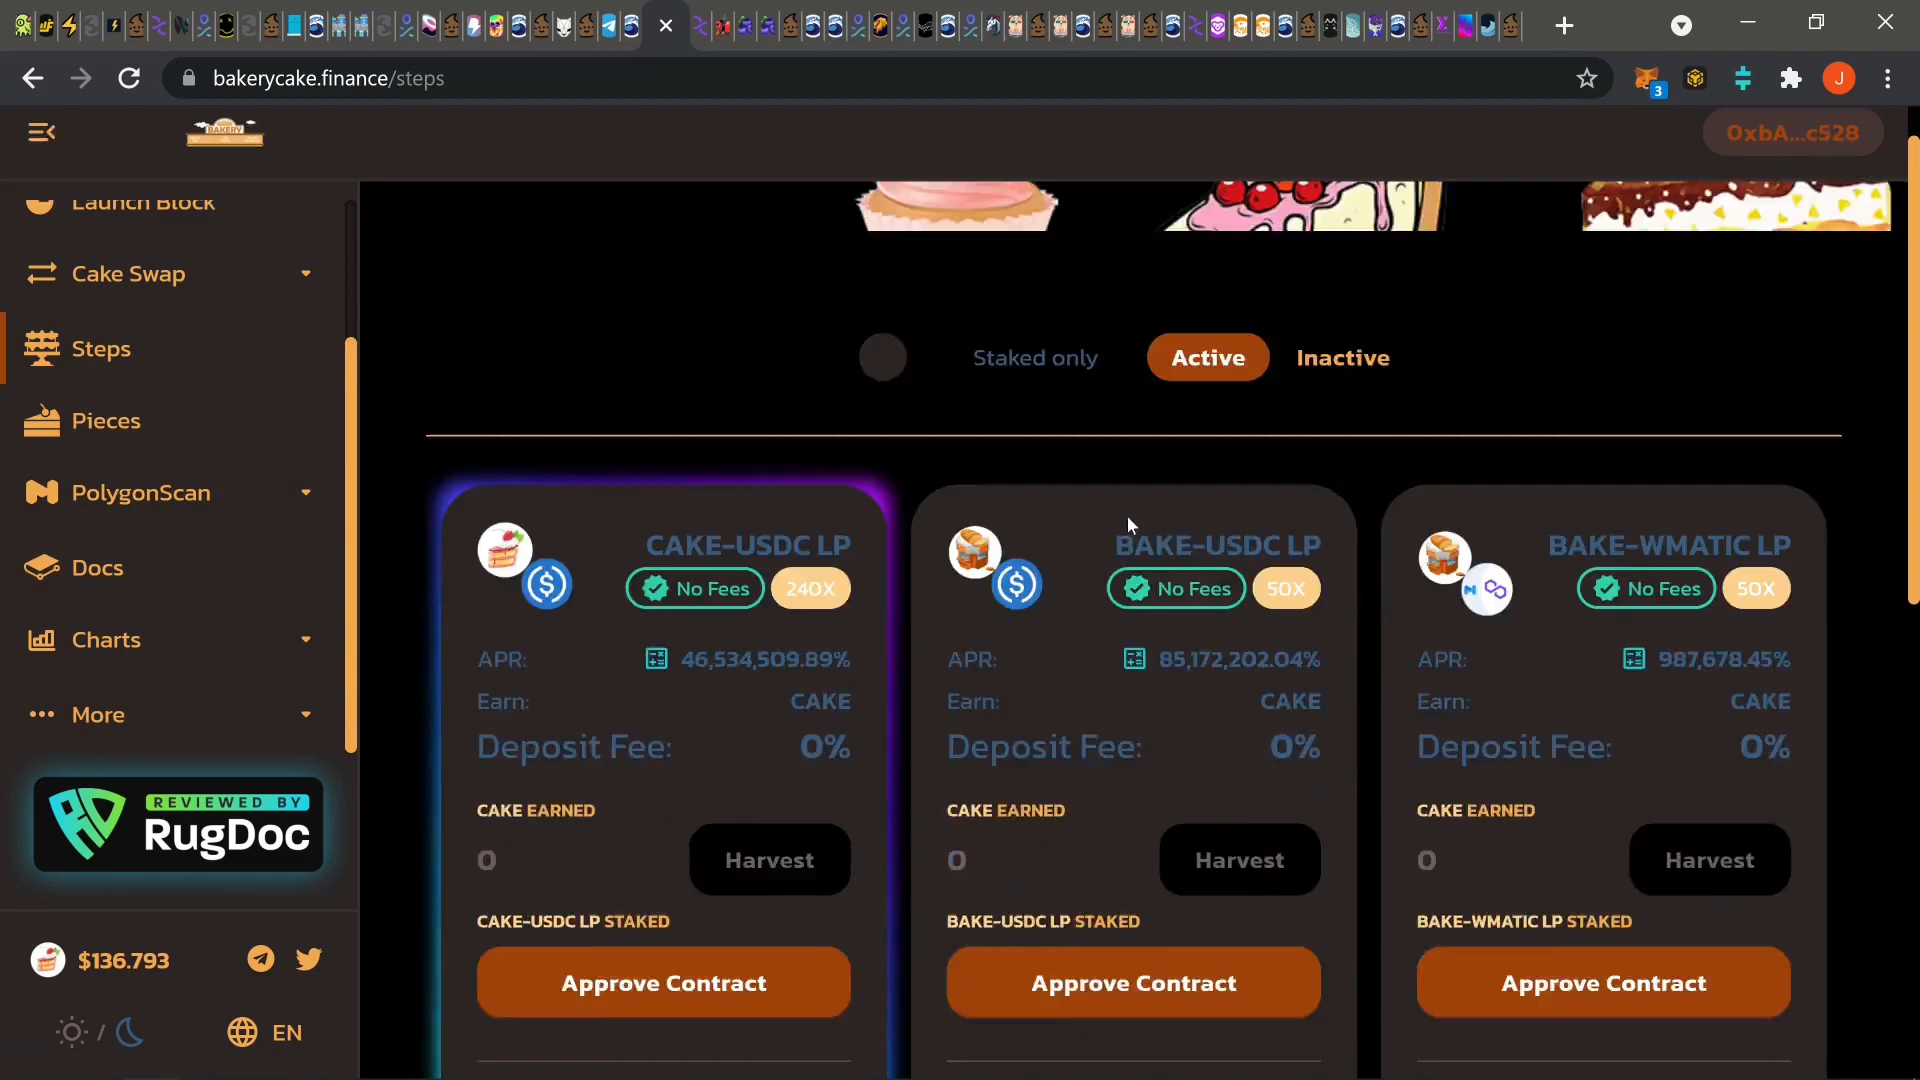 bakerycake.finance/steps
3
J
BAKERY
0xbA...c528
Launch Block
Cake Swap
Steps
Pieces
PolygonScan
Docs
Charts
More
REVIEWED BY
RugDoc
$136.793
/
EN
Staked only
Active
Inactive
CAKE-USDC LP
No Fees
240X
APR:
46,534,509.89%
Earn:
CAKE
Deposit Fee:
0%
CAKE EARNED
0
Harvest
CAKE-USDC LP STAKED
Approve Contract
BAKE-USDC LP
No Fees
50X
APR:
85,172,202.04%
Earn:
CAKE
Deposit Fee:
0%
CAKE EARNED
0
Harvest
BAKE-USDC LP STAKED
Approve Contract
BAKE-WMATIC LP
No Fees
50X
APR:
987,678.45%
Earn:
CAKE
Deposit Fee:
0%
CAKE EARNED
0
Harvest
BAKE-WMATIC LP STAKED
Approve Contract